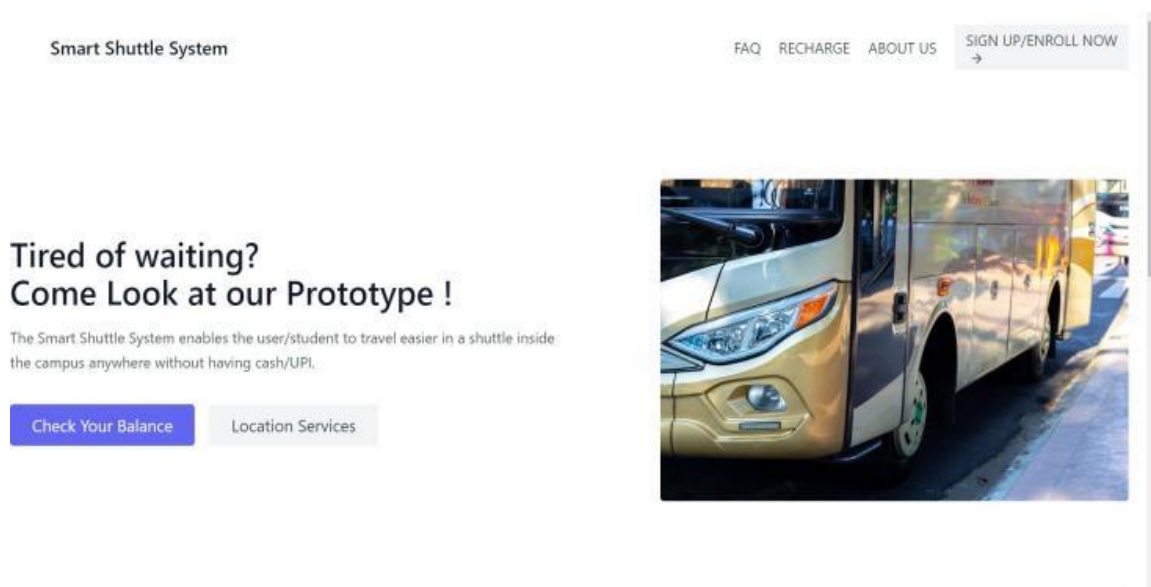 Smart Shuttle System
FAQ RECHARGE ABOUT US SIGN UP/ENROLL NOW
→
Tired of waiting?
Come Look at our Prototype !
The Smart Shuttle System enables the user/student to travel easier in a shuttle inside
the campus anywhere without having cash/UPI.
Check Your Balance Location Services